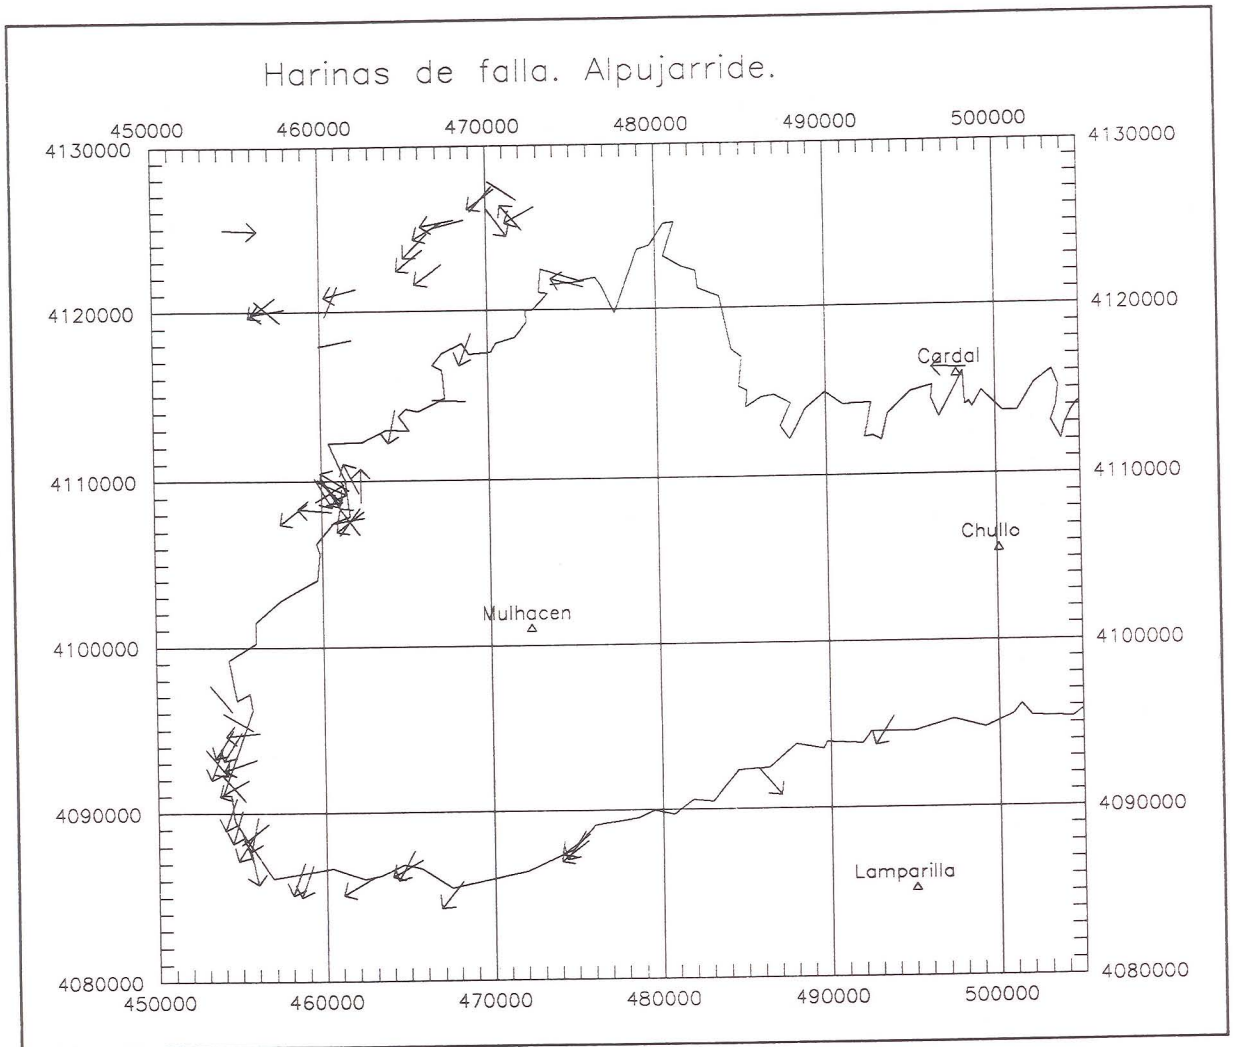 Harinas de falla. Alpujarride.
450000 460000 470000 480000 490000 500000
4130000 4130000
4120000 4120000
Cardal
4110000 4110000
Chullo
Mulhacen
4100000 4100000
4090000 4090000
Lamparilla
4080000 4080000
450000 460000 470000 480000 490000 500000